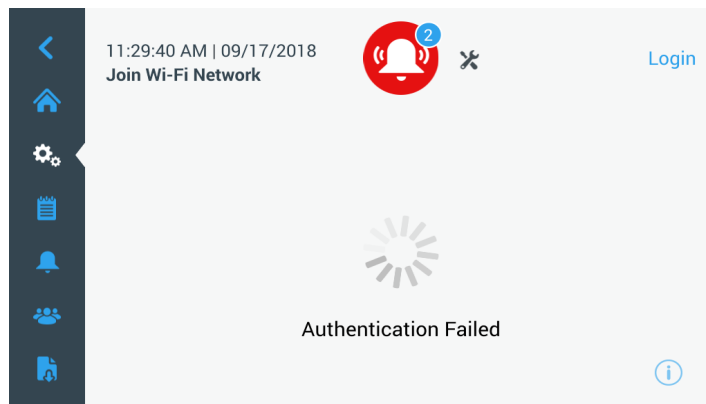 11:29:40 AM | 09/17/2018
Join Wi-Fi Network
2
Login
Authentication Failed
i